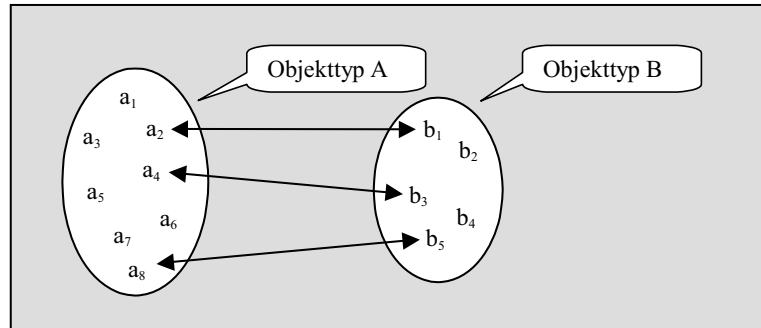 Objekttyp A
Objekttyp B
a₁
a₂
a₃
a₄
a₅
a₆
a₇
a₈
b₁
b₂
b₃
b₄
b₅